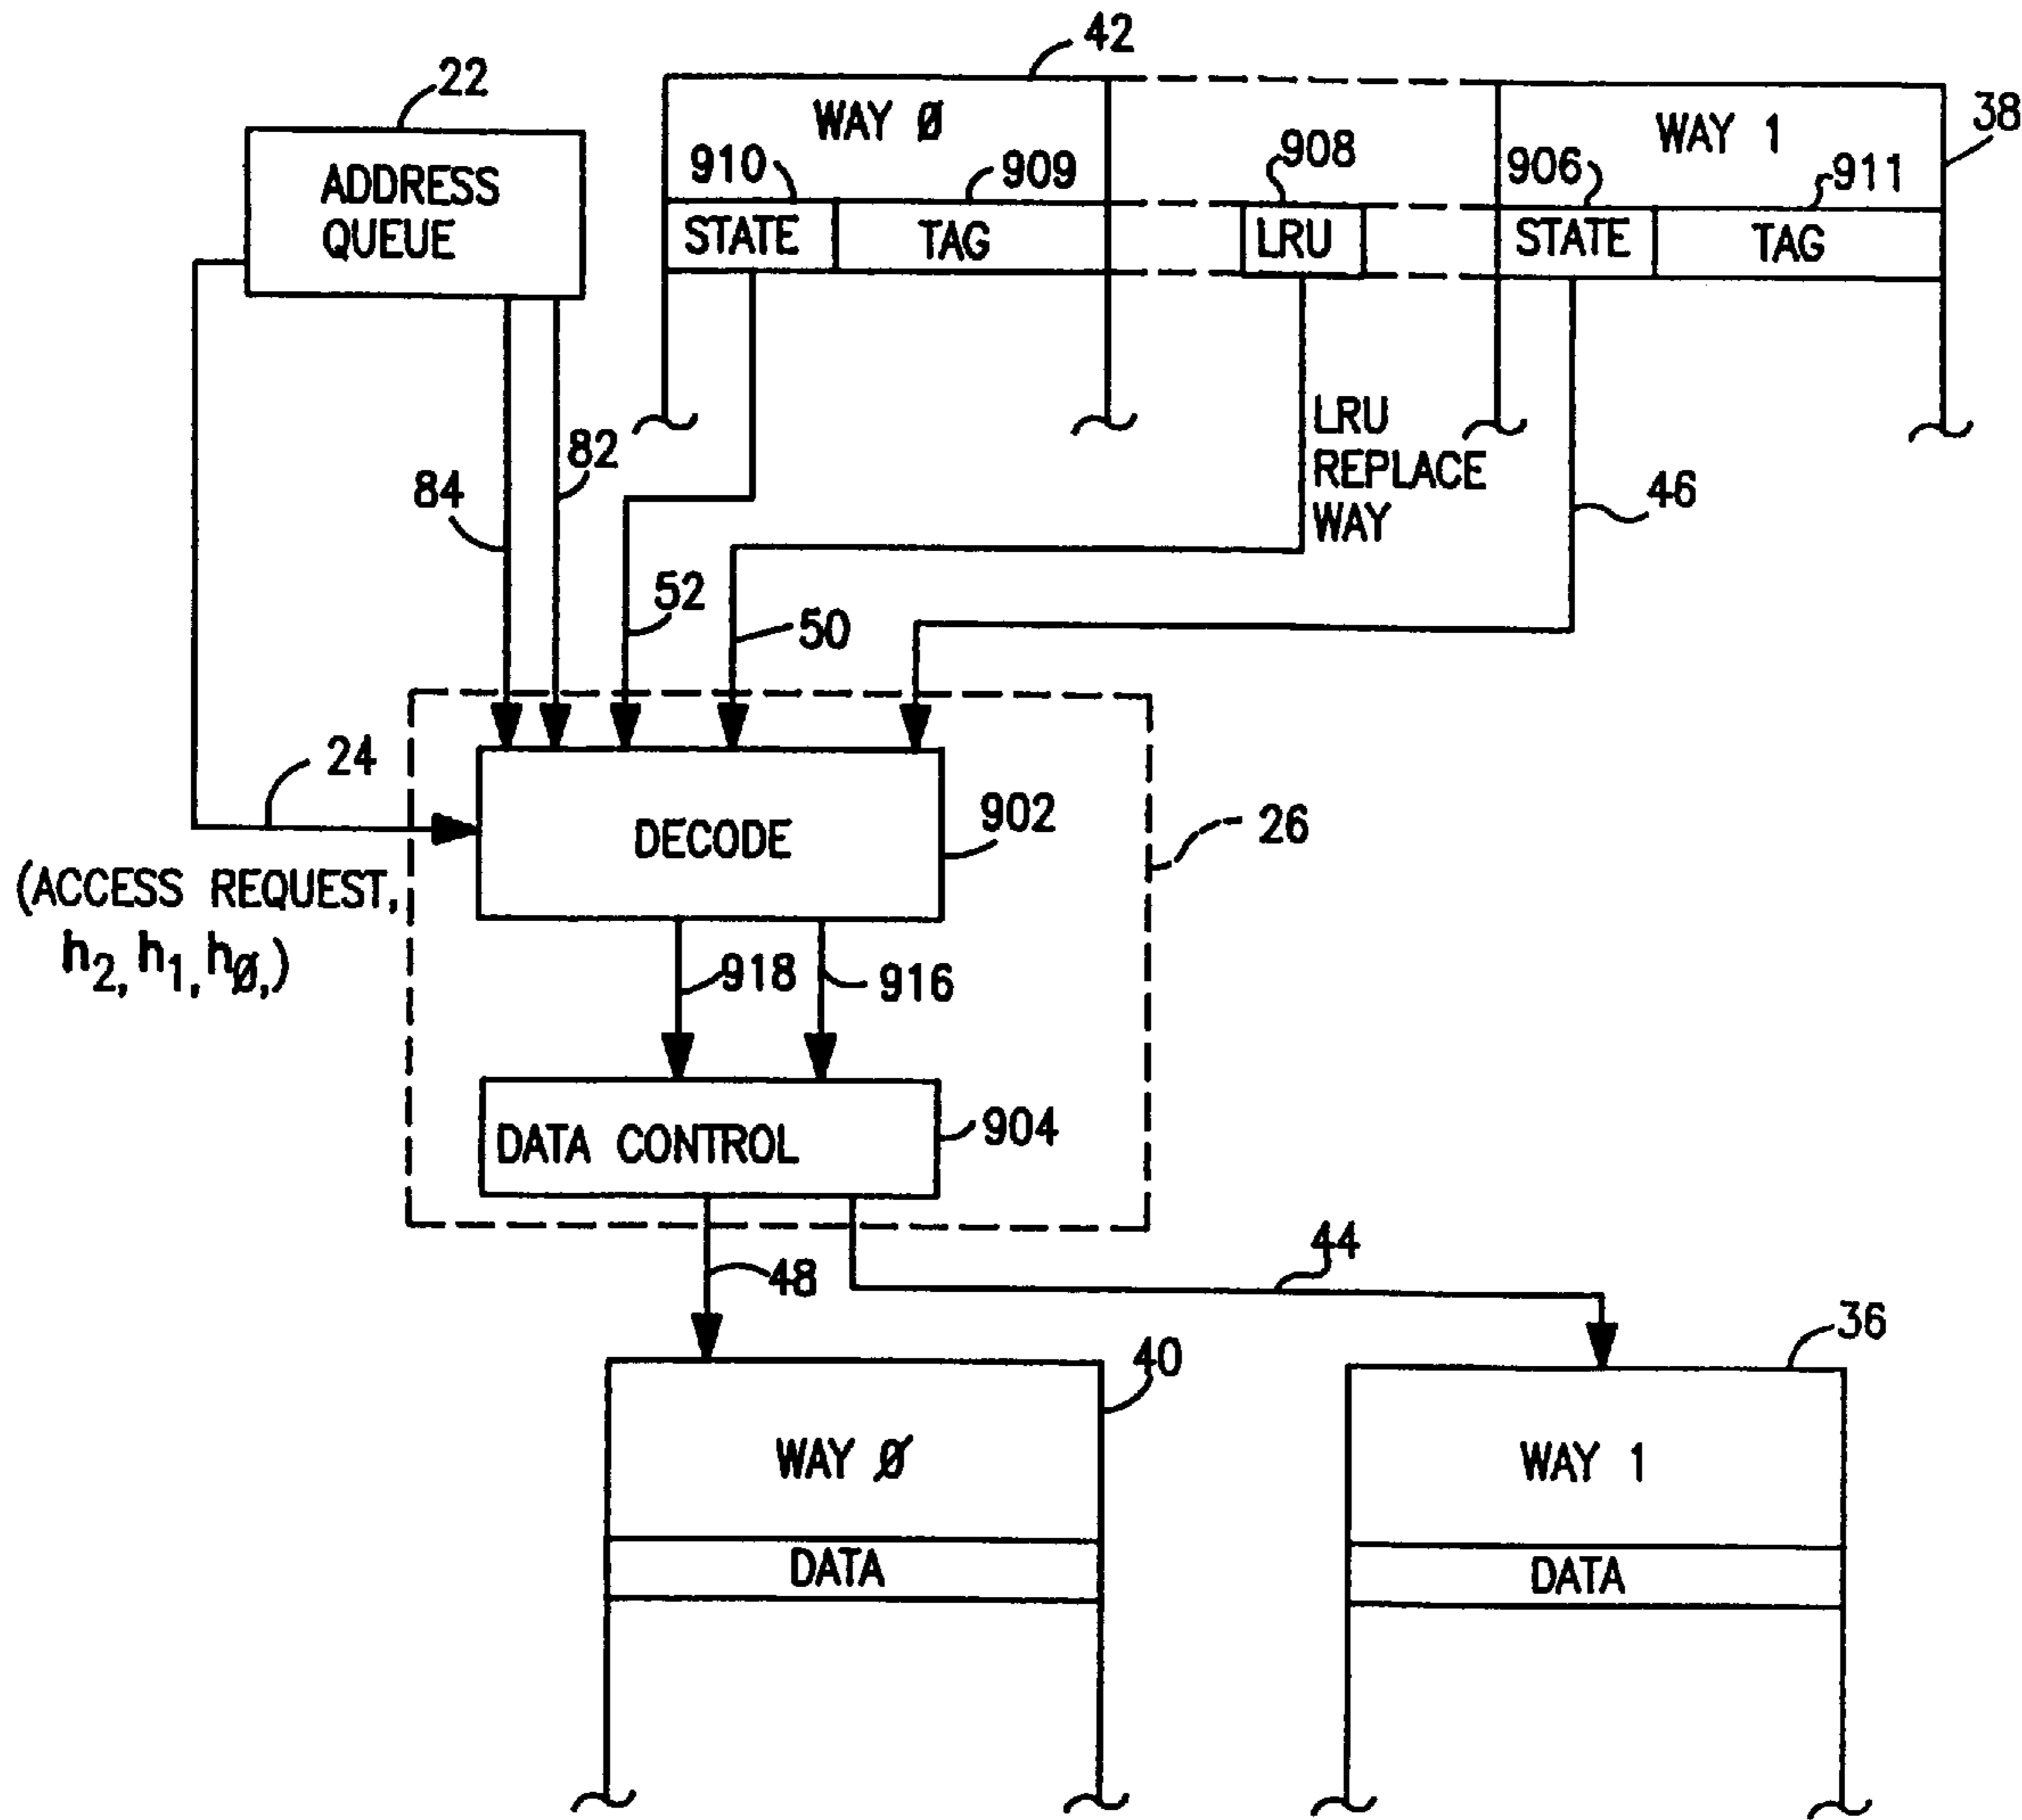 42
22
WAY Ø
WAY 1
38
ADDRESS
QUEUE
910
909
908
906
911
STATE
TAG
LRU
STATE
TAG
LRU
REPLACE
WAY
82
84
46
52
50
24
902
26
DECODE
(ACCESS REQUEST,
h₂, h₁, hØ,)
918
916
904
DATA CONTROL
44
48
36
40
WAY Ø
WAY 1
DATA
DATA